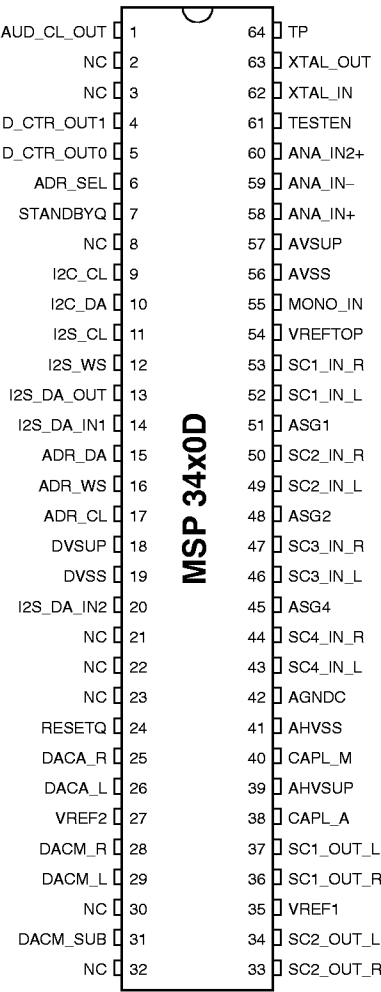 AUD_CL_OUT 1 64 TP
NC 2 63 XTAL_OUT
NC 3 62 XTAL_IN
D_CTR_OUT1 4 61 TESTEN
D_CTR_OUT0 5 60 ANA_IN2+
ADR_SEL 6 59 ANA_IN–
STANDBYQ 7 58 ANA_IN+
NC 8 57 AVSUP
I2C_CL 9 56 AVSS
I2C_DA 10 55 MONO_IN
I2S_CL 11 54 VREFTOP
I2S_WS 12 53 SC1_IN_R
I2S_DA_OUT 13 52 SC1_IN_L
I2S_DA_IN1 14 51 ASG1
ADR_DA 15 50 SC2_IN_R
ADR_WS 16 49 SC2_IN_L
ADR_CL 17 48 ASG2
DVSUP 18 47 SC3_IN_R
DVSS 19 46 SC3_IN_L
I2S_DA_IN2 20 45 ASG4
NC 21 44 SC4_IN_R
NC 22 43 SC4_IN_L
NC 23 42 AGNDC
RESETQ 24 41 AHVSS
DACA_R 25 40 CAPL_M
DACA_L 26 39 AHVSUP
VREF2 27 38 CAPL_A
DACM_R 28 37 SC1_OUT_L
DACM_L 29 36 SC1_OUT_R
NC 30 35 VREF1
DACM_SUB 31 34 SC2_OUT_L
NC 32 33 SC2_OUT_R
MSP 34x0D